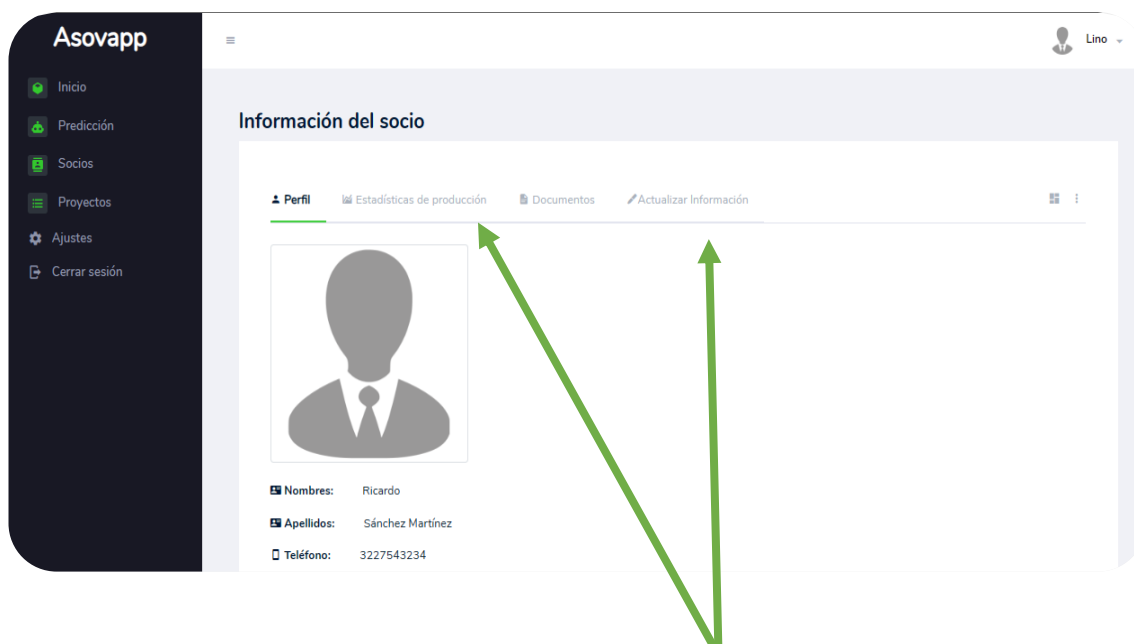 Asovapp
Lino
Inicio
Predicción
Socios
Proyectos
Ajustes
Cerrar sesión
Información del socio
Perfil Estadísticas de producción Documentos Actualizar Información
Nombres: Ricardo
Apellidos: Sánchez Martínez
Teléfono: 3227543234